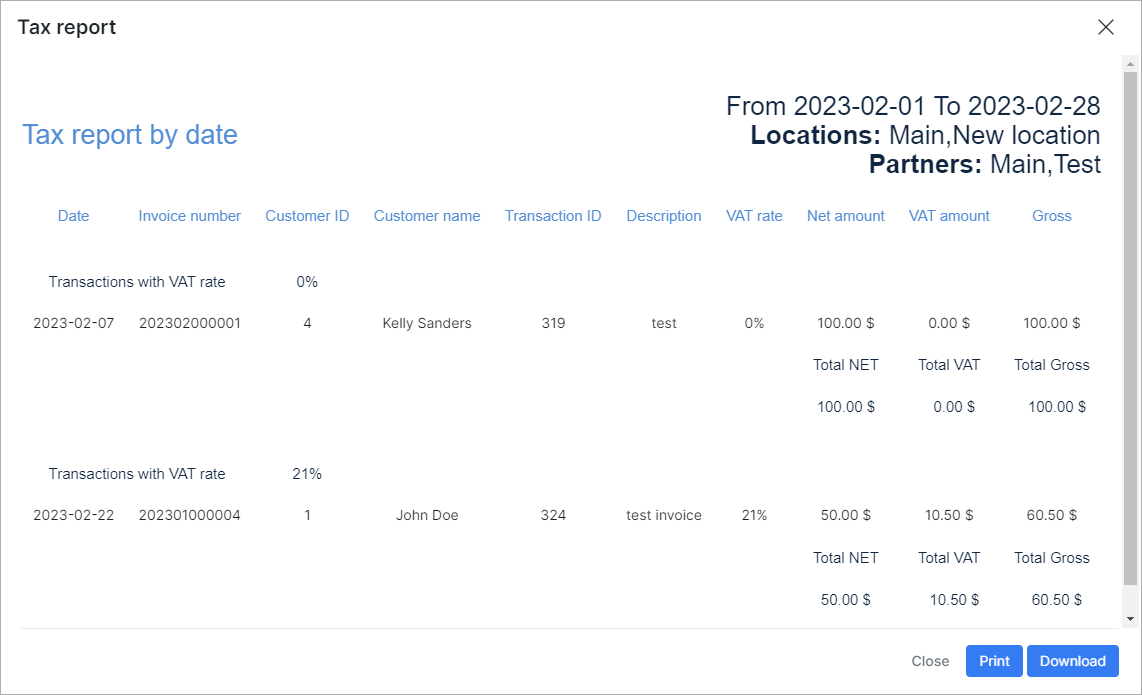 Tax report
From 2023-02-01 To 2023-02-28
Tax report by date
Locations: Main,New location
Partners: Main,Test
Date Invoice number Customer ID Customer name Transaction ID Description VAT rate Net amount VAT amount Gross
Transactions with VAT rate 0%
2023-02-07 202302000001 4 Kelly Sanders 319 test 0% 100.00 $ 0.00 $ 100.00 $
Total NET Total VAT Total Gross
100.00 $ 0.00 $ 100.00 $
Transactions with VAT rate 21%
2023-02-22 202301000004 1 John Doe 324 test invoice 21% 50.00 $ 10.50 $ 60.50 $
Total NET Total VAT Total Gross
50.00 $ 10.50 $ 60.50 $
Close Print Download